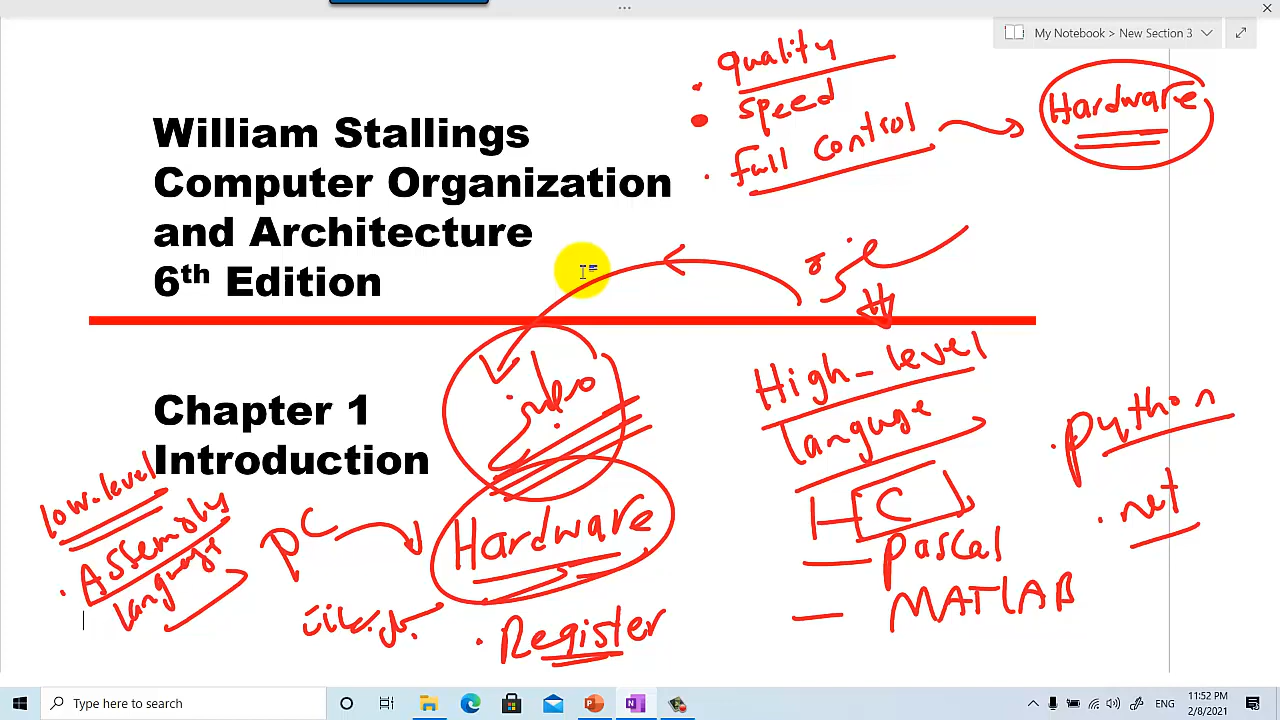 My Notebook > New Section 3
• quality
• speed
• full control
Hardware
William Stallings
Computer Organization
and Architecture
6th Edition
High-level
languge
C
Pascal
MATLAB
• python
• net
Chapter 1
Introduction
low-level
• Assembly
language
PC
Hardware
• Register
Type here to search
ENG
11:52 PM
2/8/2021